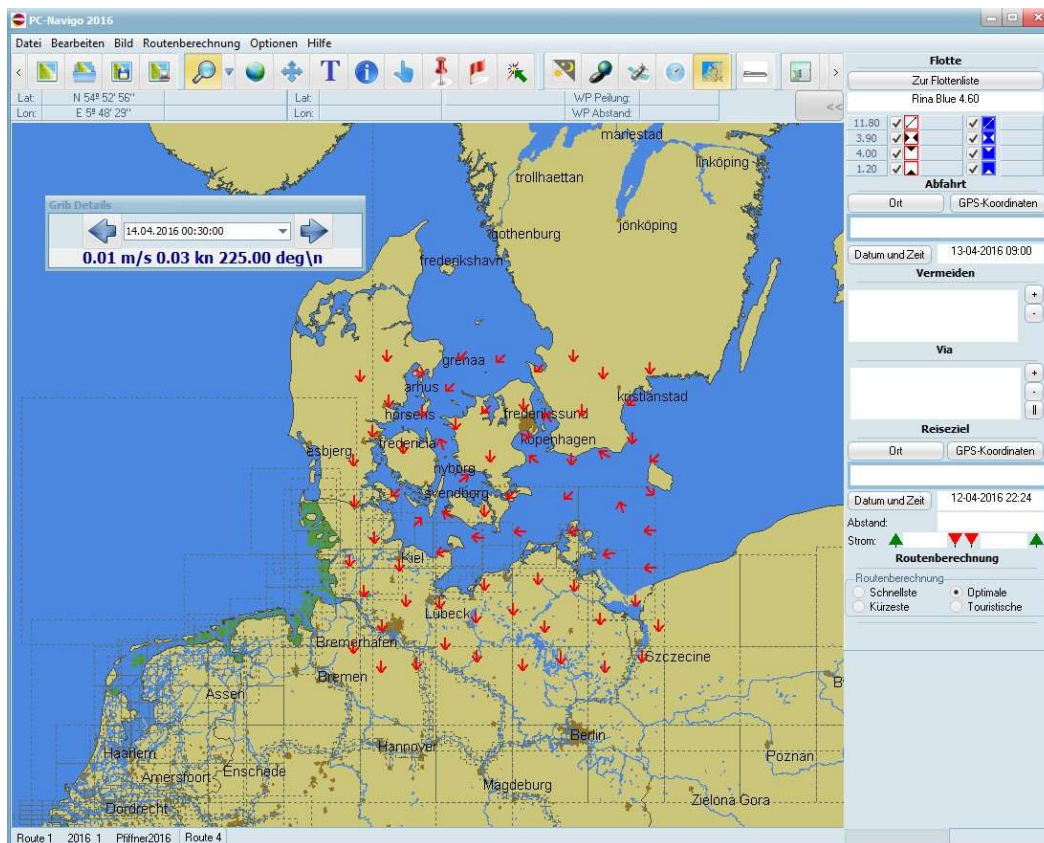 PC-Navigo 2016
Datei Bearbeiten Bild Routenberechnung Optionen Hilfe
Lat: N 54º 52' 56" Lat: WP Peilung:
Lon: E 5º 48' 29" Lon: WP Abstand:
<<
Grib Details
14.04.2016 00:30:00
0.01 m/s 0.03 kn 225.00 deg\n
mariestad
linköping
trollhaettan
jönköping
gothenburg
frederikshavn
grenaa
arhus
kristianstad
horsens
frederikssund
kopenhagen
esbjerg
fredericia
nyborg
svendborg
Kiel
Lübeck
Bremerhafen
Szczecine
Bremen
Assen
Berlin
Hannover
Haarlem
Poznan
Amersfoort
Enschede
Magdeburg
Zielona Gora
Dordrecht
Flotte
Zur Flottenliste
Rina Blue 4.60
11.80
3.90
4.00
1.20
Abfahrt
Ort GPS-Koordinaten
Datum und Zeit 13-04-2016 09:00
Vermeiden
+
-
Via
+
-
||
Reiseziel
Ort GPS-Koordinaten
Datum und Zeit 12-04-2016 22:24
Abstand:
Strom:
Routenberechnung
Routenberechnung
Schnellste Optimale
Kürzeste Touristische
Route 1 2016 1 Pfiffner2016 Route 4